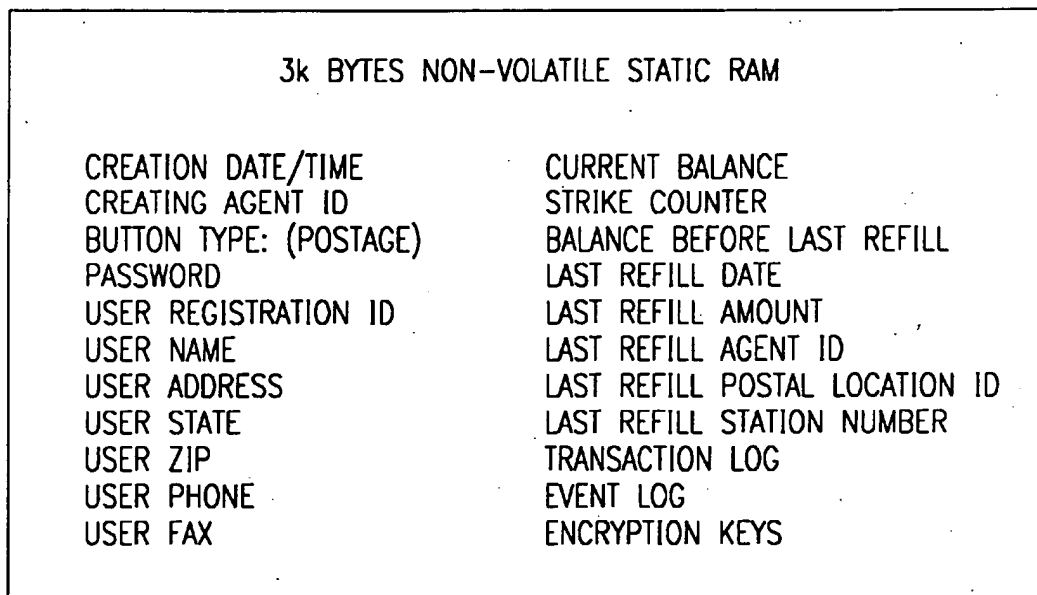 3k BYTES NON-VOLATILE STATIC RAM
CREATION DATE/TIME
CREATING AGENT ID
BUTTON TYPE: (POSTAGE)
PASSWORD
USER REGISTRATION ID
USER NAME
USER ADDRESS
USER STATE
USER ZIP
USER PHONE
USER FAX
CURRENT BALANCE
STRIKE COUNTER
BALANCE BEFORE LAST REFILL
LAST REFILL DATE
LAST REFILL AMOUNT
LAST REFILL AGENT ID
LAST REFILL POSTAL LOCATION ID
LAST REFILL STATION NUMBER
TRANSACTION LOG
EVENT LOG
ENCRYPTION KEYS